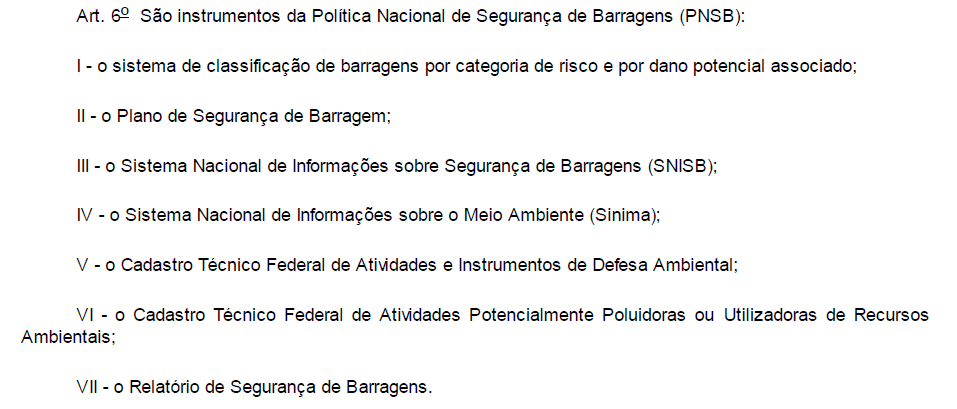 Art. 6º São instrumentos da Política Nacional de Segurança de Barragens (PNSB):
I - o sistema de classificação de barragens por categoria de risco e por dano potencial associado;
II - o Plano de Segurança de Barragem;
III - o Sistema Nacional de Informações sobre Segurança de Barragens (SNISB);
IV - o Sistema Nacional de Informações sobre o Meio Ambiente (Sinima);
V - o Cadastro Técnico Federal de Atividades e Instrumentos de Defesa Ambiental;
VI - o Cadastro Técnico Federal de Atividades Potencialmente Poluidoras ou Utilizadoras de Recursos
Ambientais;
VII - o Relatório de Segurança de Barragens.